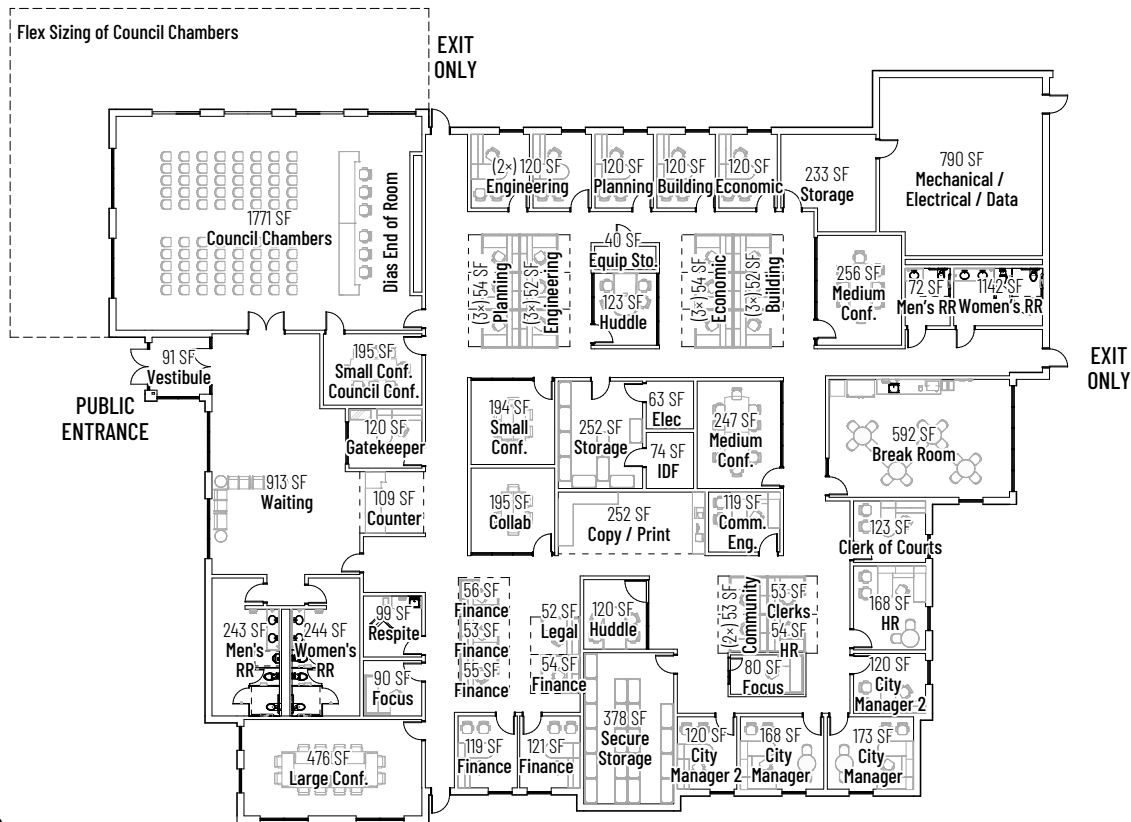 Flex Sizing of Council Chambers
EXIT
ONLY
1771 SF
Council Chambers
Dias End of Room
(2×) 120 SF
Engineering
120 SF
Planning
120 SF
Building
120 SF
Economic
233 SF
Storage
790 SF
Mechanical /
Electrical / Data
40 SF
Equip Sto.
123 SF
Huddle
(3×) 54 SF
Planning
(3×) 52 SF
Engineering
(3×) 54 SF
Economic
(3×) 52 SF
Building
256 SF
Medium
Conf.
72 SF
Men's RR
1142 SF
Women's RR
EXIT
ONLY
91 SF
Vestibule
PUBLIC
ENTRANCE
195 SF
Small Conf.
Council Conf.
120 SF
Gatekeeper
913 SF
Waiting
109 SF
Counter
194 SF
Small
Conf.
252 SF
Storage
63 SF
Elec
74 SF
IDF
247 SF
Medium
Conf.
592 SF
Break Room
195 SF
Collab
252 SF
Copy / Print
119 SF
Comm.
Eng.
123 SF
Clerk of Courts
168 SF
HR
243 SF
Men's
RR
244 SF
Women's
RR
99 SF
Respite
90 SF
Focus
56 SF
Finance
53 SF
Finance
55 SF
Finance
52 SF
Legal
54 SF
Finance
120 SF
Huddle
(2×) 53 SF
Community
53 SF
Clerks
54 SF
HR
80 SF
Focus
120 SF
City
Manager 2
476 SF
Large Conf.
119 SF
Finance
121 SF
Finance
378 SF
Secure
Storage
120 SF
City
Manager 2
168 SF
City
Manager
173 SF
City
Manager